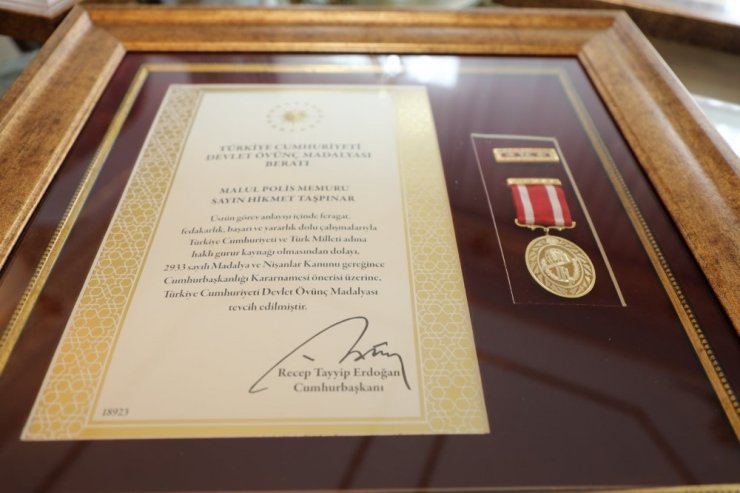 TÜRKİYE CUMHURİYETİ
DEVLET ÖVÜNÇ MADALYASI
BERATI
MALUL POLİS MEMURU
SAYIN HİKMET TAŞPINAR
Üstün görev anlayışı içinde feragat,
fedakarlık, başarı ve yararlık dolu çalışmalarıyla
Türkiye Cumhuriyeti ve Türk Milleti adına
haklı gurur kaynağı olmasından dolayı,
2933 sayılı Madalya ve Nişanlar Kanunu gereğince
Cumhurbaşkanlığı Kararnamesi önerisi üzerine,
Türkiye Cumhuriyeti Devlet Övünç Madalyası
tevcih edilmiştir.
Recep Tayyip Erdoğan
Cumhurbaşkanı
18923